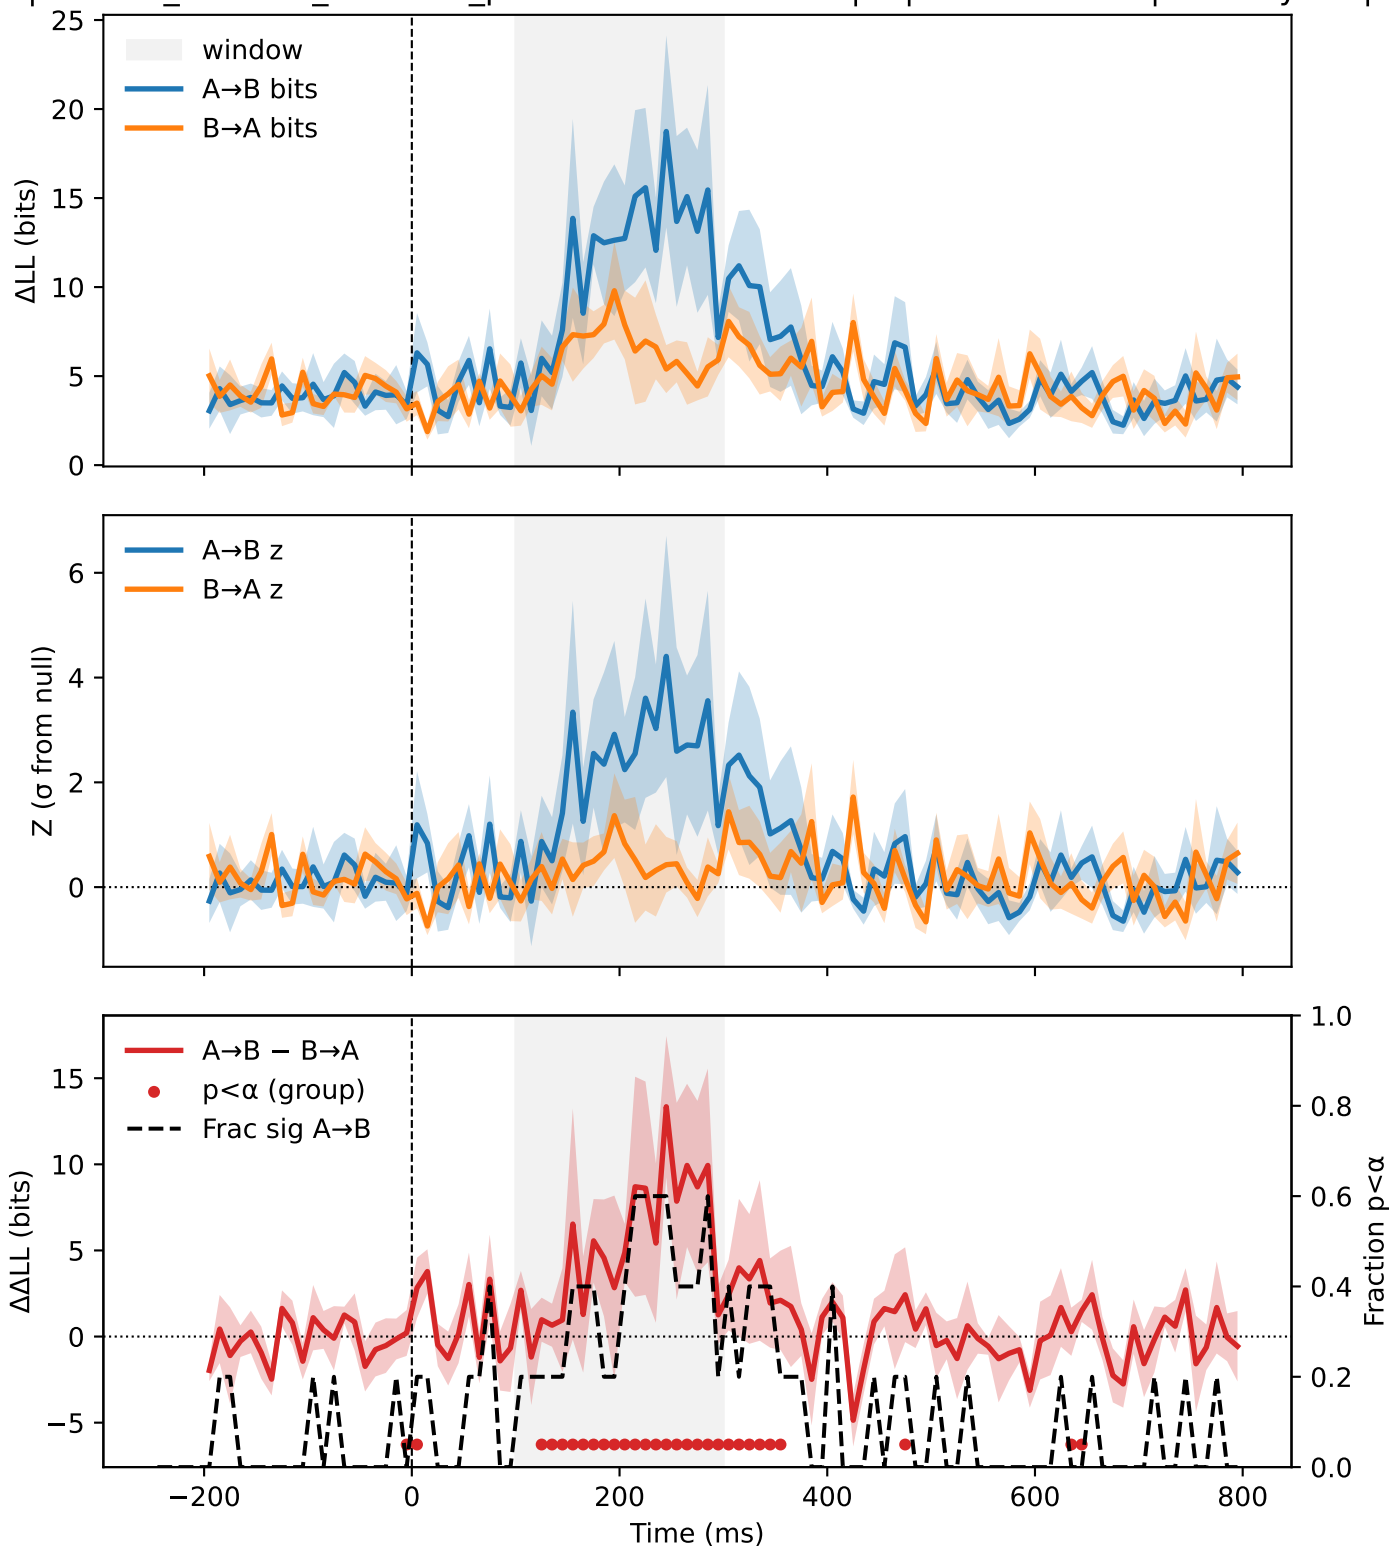 25
20
15
10
5
0
ΔLL (bits)
window
A→B bits
B→A bits
6
4
2
0
Z (σ from null)
A→B z
B→A z
15
10
5
0
−5
ΔΔLL (bits)
A→B − B→A
p<α (group)
Frac sig A→B
1.0
0.8
0.6
0.4
0.2
0.0
Fraction p<α
−200 0 200 400 600 800
Time (ms)